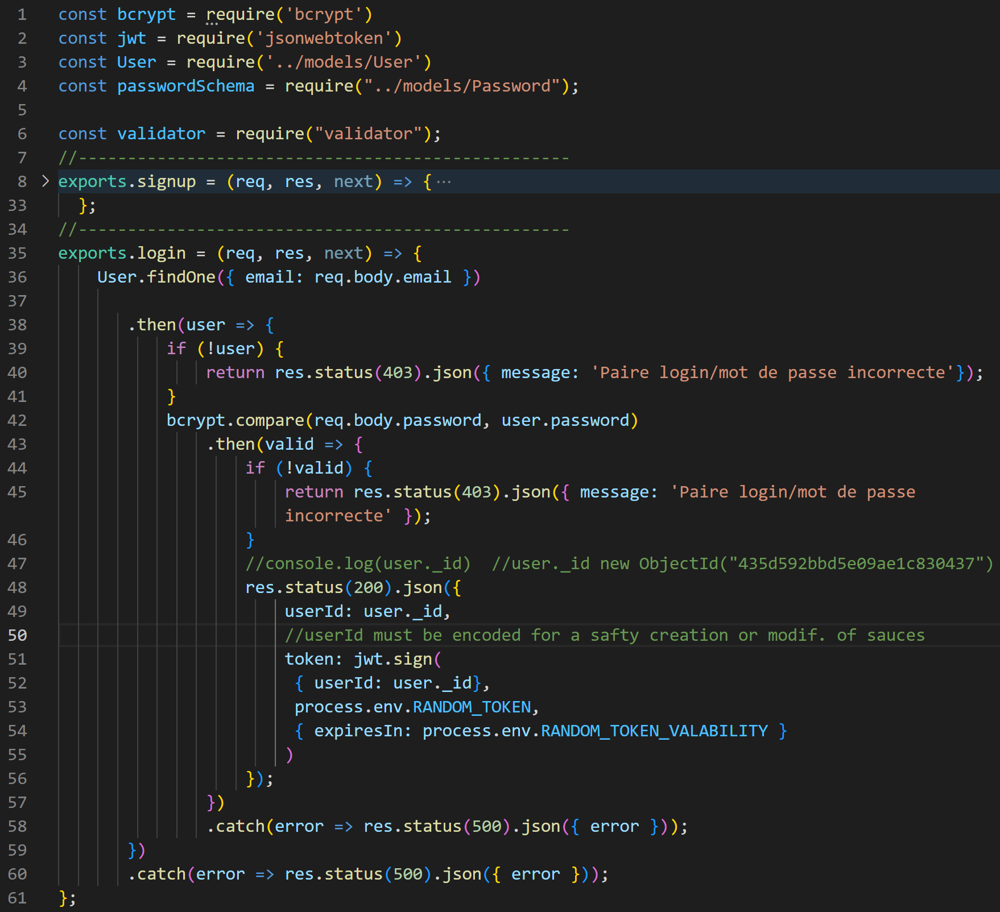 1 const bcrypt = require('bcrypt')
2 const jwt = require('jsonwebtoken')
3 const User = require('../models/User')
4 const passwordSchema = require("../models/Password");
5
6 const validator = require("validator");
7 //--------------------------------------------------
8 > exports.signup = (req, res, next) => { ···
33 };
34 //--------------------------------------------------
35 exports.login = (req, res, next) => {
36 User.findOne({ email: req.body.email })
37
38 .then(user => {
39 if (!user) {
40 return res.status(403).json({ message: 'Paire login/mot de passe incorrecte'});
41 }
42 bcrypt.compare(req.body.password, user.password)
43 .then(valid => {
44 if (!valid) {
45 return res.status(403).json({ message: 'Paire login/mot de passe
incorrecte' });
46 }
47 //console.log(user._id)  //user._id new ObjectId("435d592bbd5e09ae1c830437")
48 res.status(200).json({
49 userId: user._id,
50 //userId must be encoded for a safty creation or modif. of sauces
51 token: jwt.sign(
52 { userId: user._id},
53 process.env.RANDOM_TOKEN,
54 { expiresIn: process.env.RANDOM_TOKEN_VALABILITY }
55 )
56 });
57 })
58 .catch(error => res.status(500).json({ error }));
59 })
60 .catch(error => res.status(500).json({ error }));
61 };